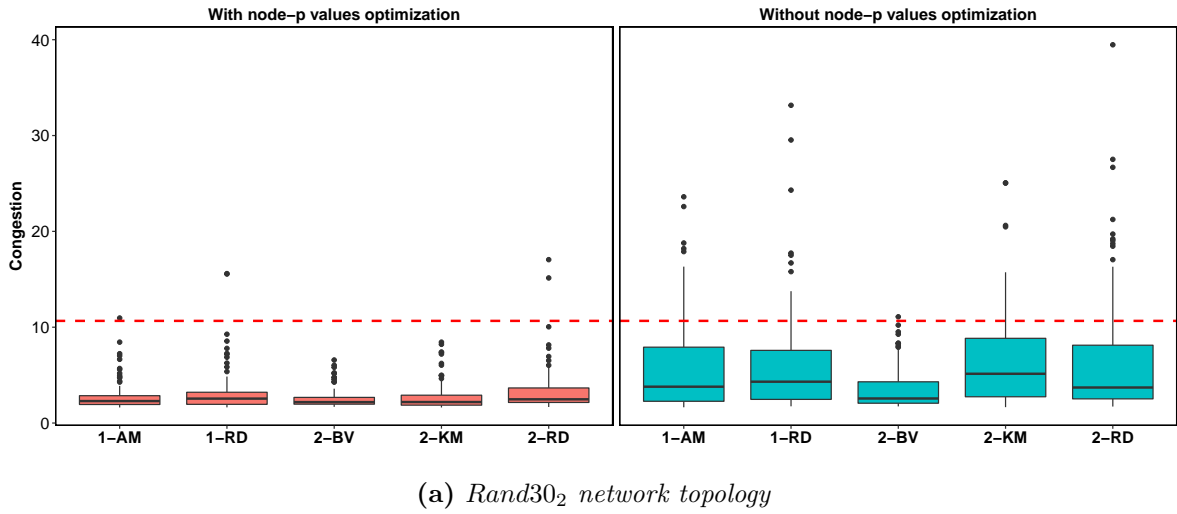 With node−p values optimization
Without node−p values optimization
Congestion
40
30
20
10
0
1−AM 1−RD 2−BV 2−KM 2−RD
1−AM 1−RD 2−BV 2−KM 2−RD
(a) Rand30₂ network topology